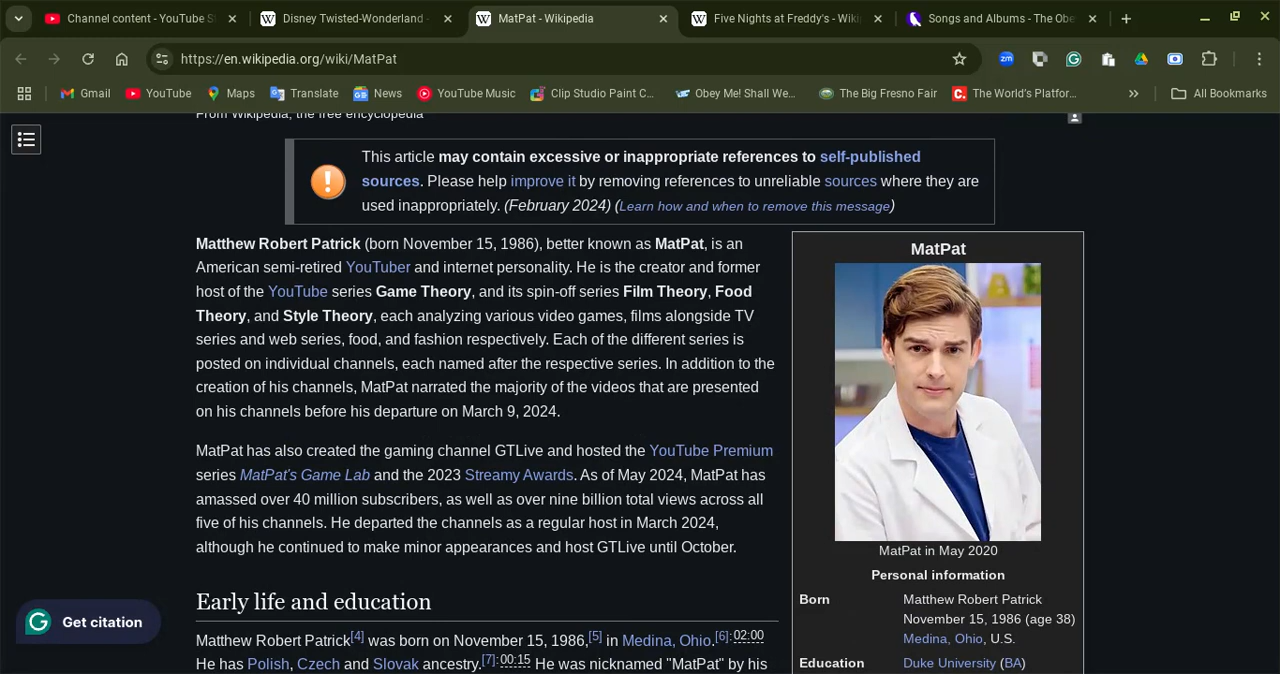 Channel content - YouTube St
Disney Twisted-Wonderland -
MatPat - Wikipedia
Five Nights at Freddy's - Wiki
Songs and Albums - The Obe
https://en.wikipedia.org/wiki/MatPat
Gmail
YouTube
Maps
Translate
News
YouTube Music
Clip Studio Paint C...
Obey Me! Shall We...
The Big Fresno Fair
The World's Platfor...
All Bookmarks
From Wikipedia, the free encyclopedia
This article may contain excessive or inappropriate references to self-published
sources. Please help improve it by removing references to unreliable sources where they are
used inappropriately. (February 2024) (Learn how and when to remove this message)
Matthew Robert Patrick (born November 15, 1986), better known as MatPat, is an
American semi-retired YouTuber and internet personality. He is the creator and former
host of the YouTube series Game Theory, and its spin-off series Film Theory, Food
Theory, and Style Theory, each analyzing various video games, films alongside TV
series and web series, food, and fashion respectively. Each of the different series is
posted on individual channels, each named after the respective series. In addition to the
creation of his channels, MatPat narrated the majority of the videos that are presented
on his channels before his departure on March 9, 2024.
MatPat has also created the gaming channel GTLive and hosted the YouTube Premium
series MatPat's Game Lab and the 2023 Streamy Awards. As of May 2024, MatPat has
amassed over 40 million subscribers, as well as over nine billion total views across all
five of his channels. He departed the channels as a regular host in March 2024,
although he continued to make minor appearances and host GTLive until October.
Early life and education
Matthew Robert Patrick[4] was born on November 15, 1986,[5] in Medina, Ohio.[6]:02:00
He has Polish, Czech and Slovak ancestry.[7]:00:15 He was nicknamed "MatPat" by his
MatPat
MatPat in May 2020
Personal information
Born Matthew Robert Patrick
November 15, 1986 (age 38)
Medina, Ohio, U.S.
Education Duke University (BA)
Get citation